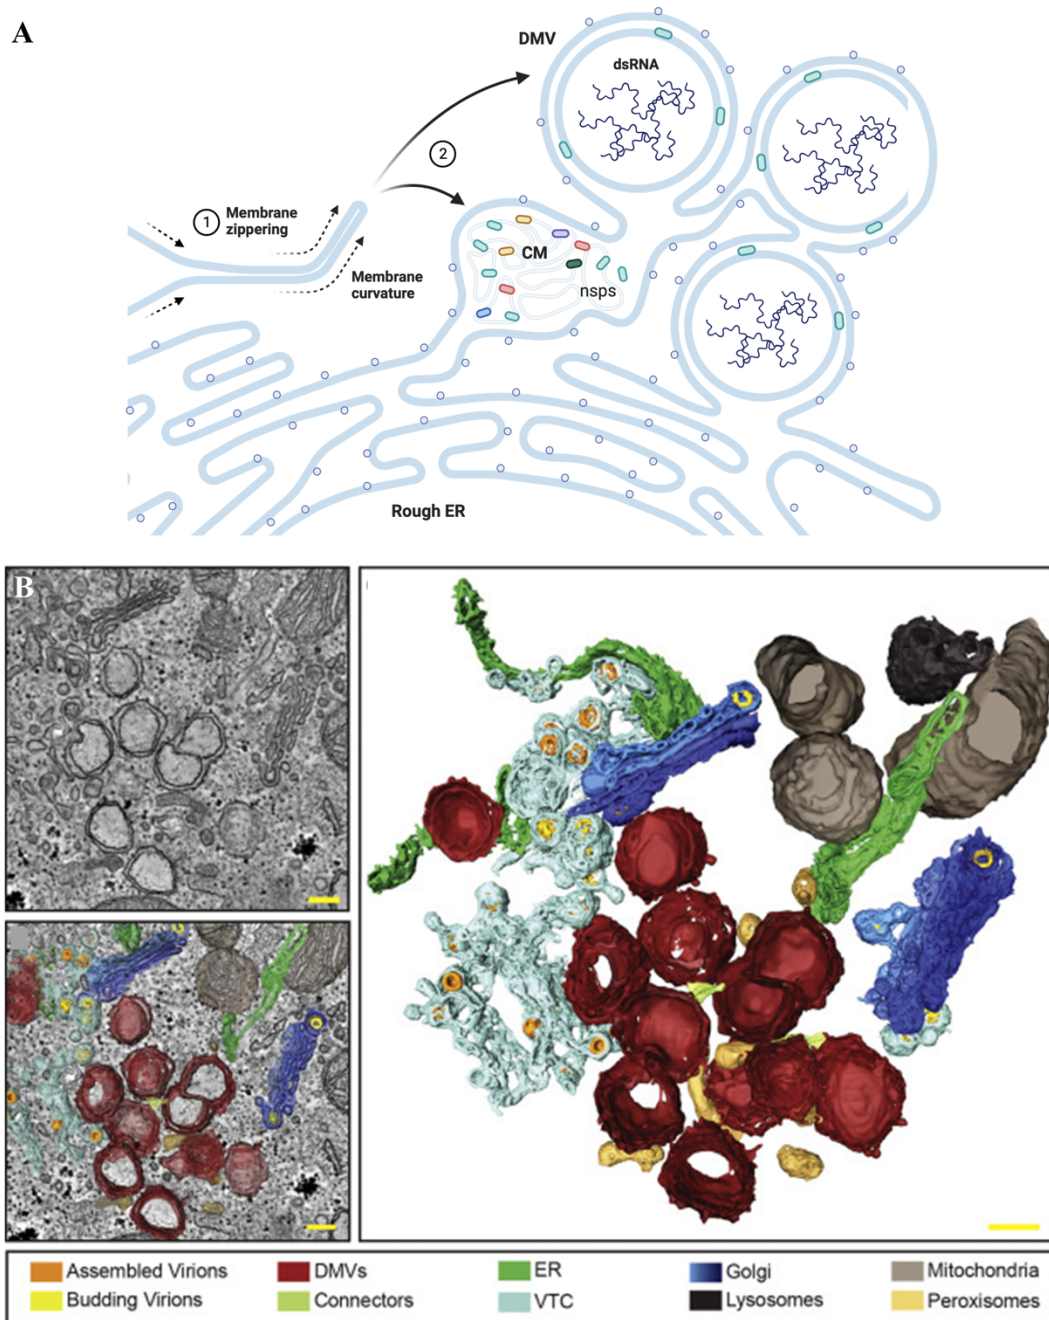 A
DMV
dsRNA
2
1 Membrane
zippering
CM
Membrane
curvature
nsps
Rough ER
B
Assembled Virions
DMVs
ER
Golgi
Mitochondria
Budding Virions
Connectors
VTC
Lysosomes
Peroxisomes